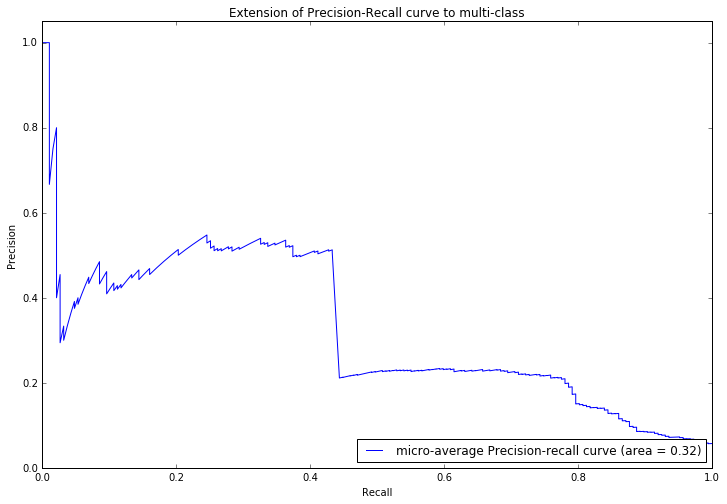 Extension of Precision-Recall curve to multi-class
1.0
0.8
0.6
0.4
0.2
0.0
Precision
0.0 0.2 0.4 0.6 0.8 1.0
Recall
micro-average Precision-recall curve (area = 0.32)